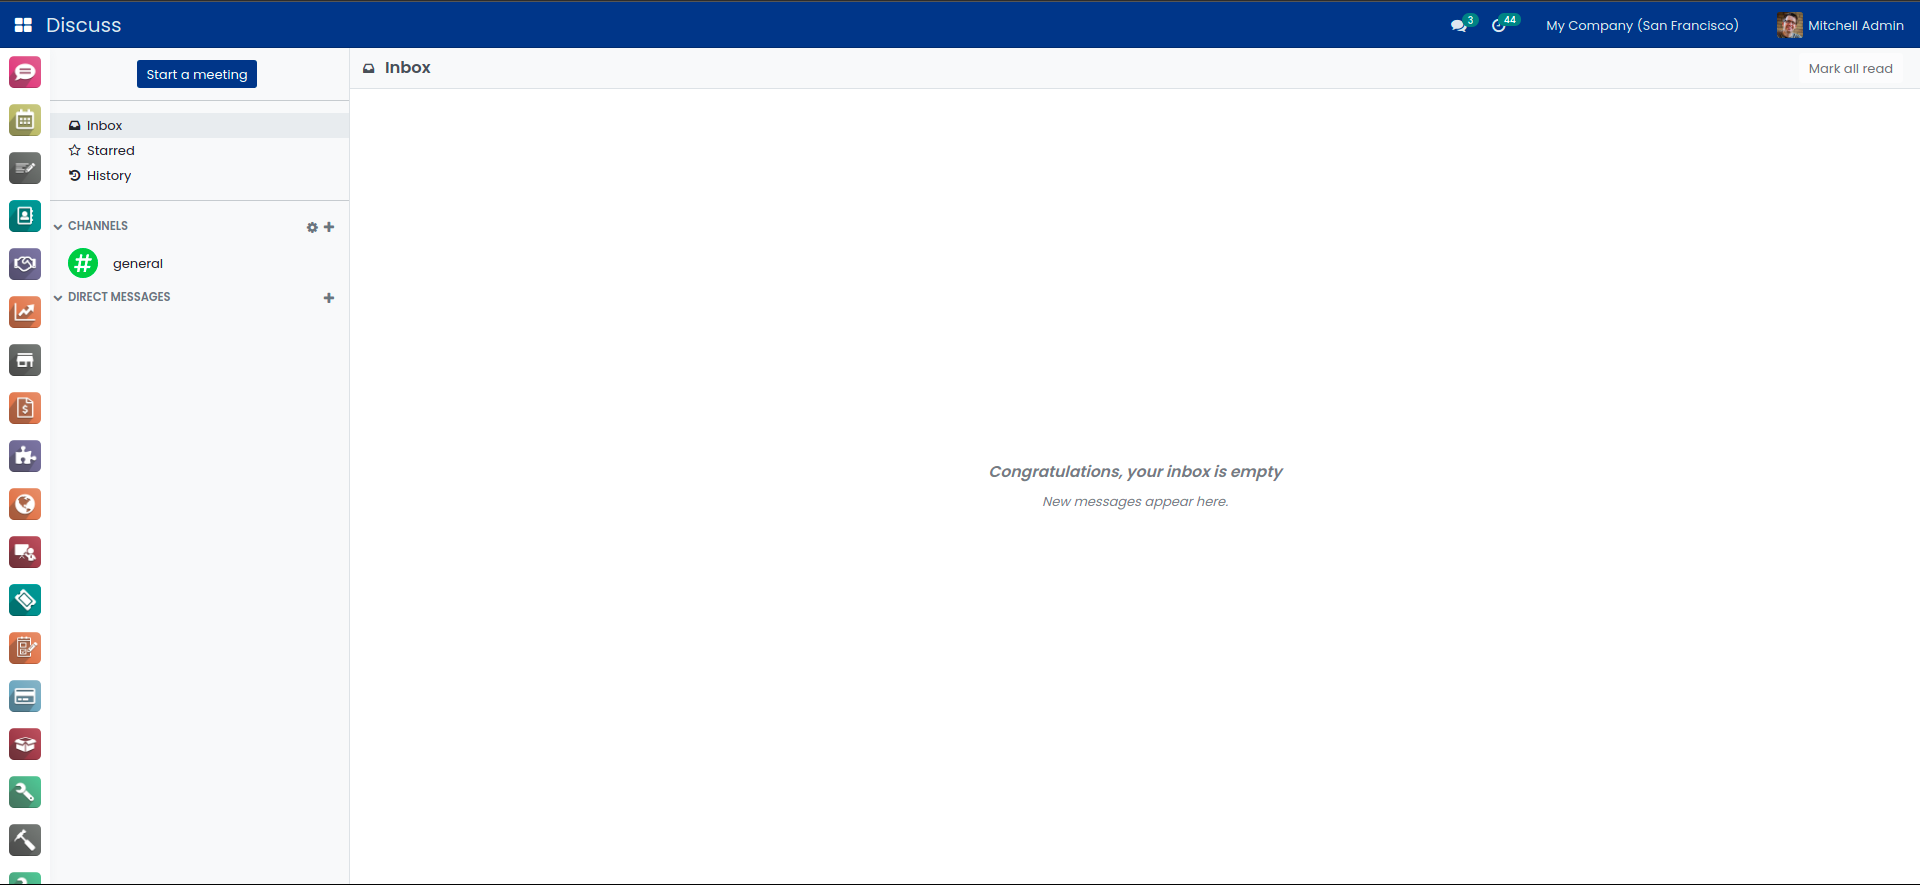 Discuss
3
44
My Company (San Francisco)
Mitchell Admin
Start a meeting
Inbox
Mark all read
Inbox
Starred
History
CHANNELS
general
DIRECT MESSAGES
Congratulations, your inbox is empty
New messages appear here.